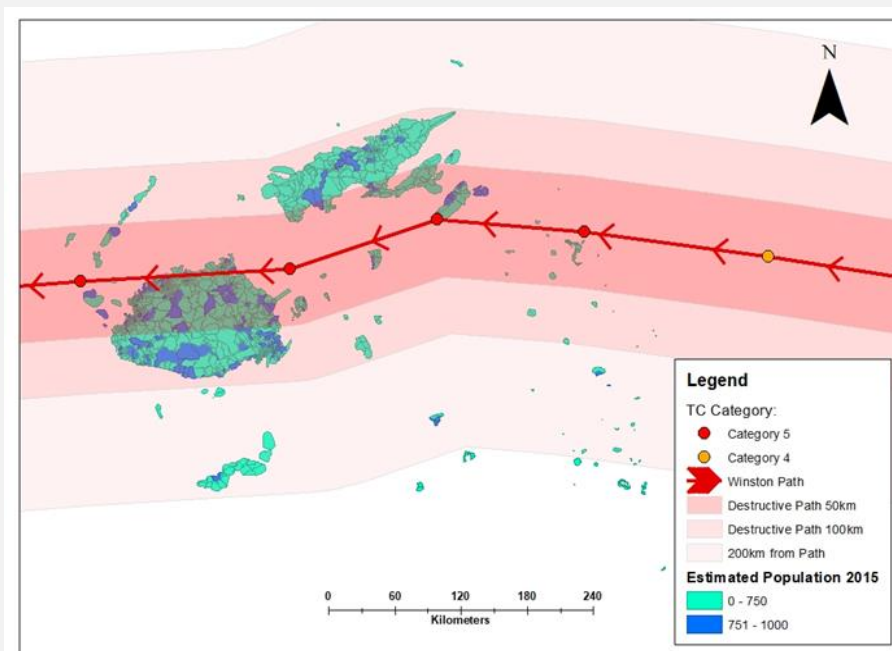 N
Legend
TC Category:
Category 5
Category 4
Winston Path
Destructive Path 50km
Destructive Path 100km
200km from Path
Estimated Population 2015
0 - 750
751 - 1000
0 60 120 180 240
Kilometers